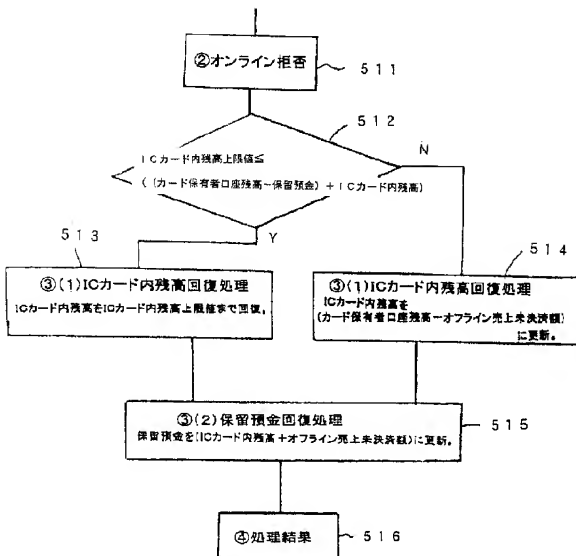 ②オンライン拒否
511
512
ICカード内残高上限値≦
((カード保有者口座残高-保留預金)+ICカード内残高)
N
Y
513
③(1)ICカード内残高回復処理
ICカード内残高をICカード内残高上限値まで回復。
514
③(1)ICカード内残高回復処理
ICカード内残高を
(カード保有者口座残高-オフライン売上未決済額)
に更新。
③(2)保留預金回復処理
保留預金を(ICカード内残高+オフライン売上未決済額)に更新。
515
④処理結果
516